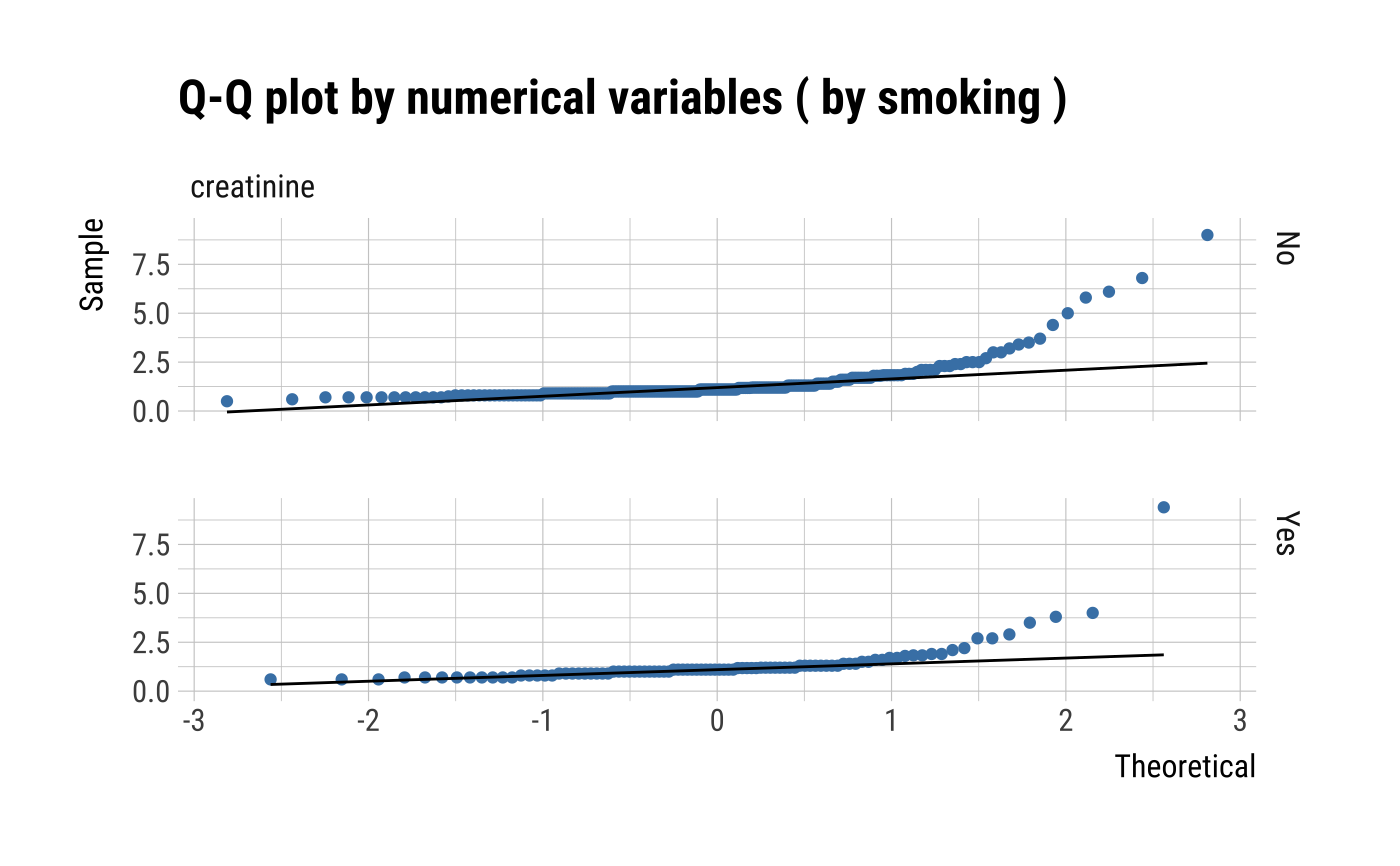 Q-Q plot by numerical variables ( by smoking )
creatinine
Sample
7.5
5.0
2.5
0.0
No
7.5
5.0
2.5
0.0
Yes
-3 -2 -1 0 1 2 3
Theoretical